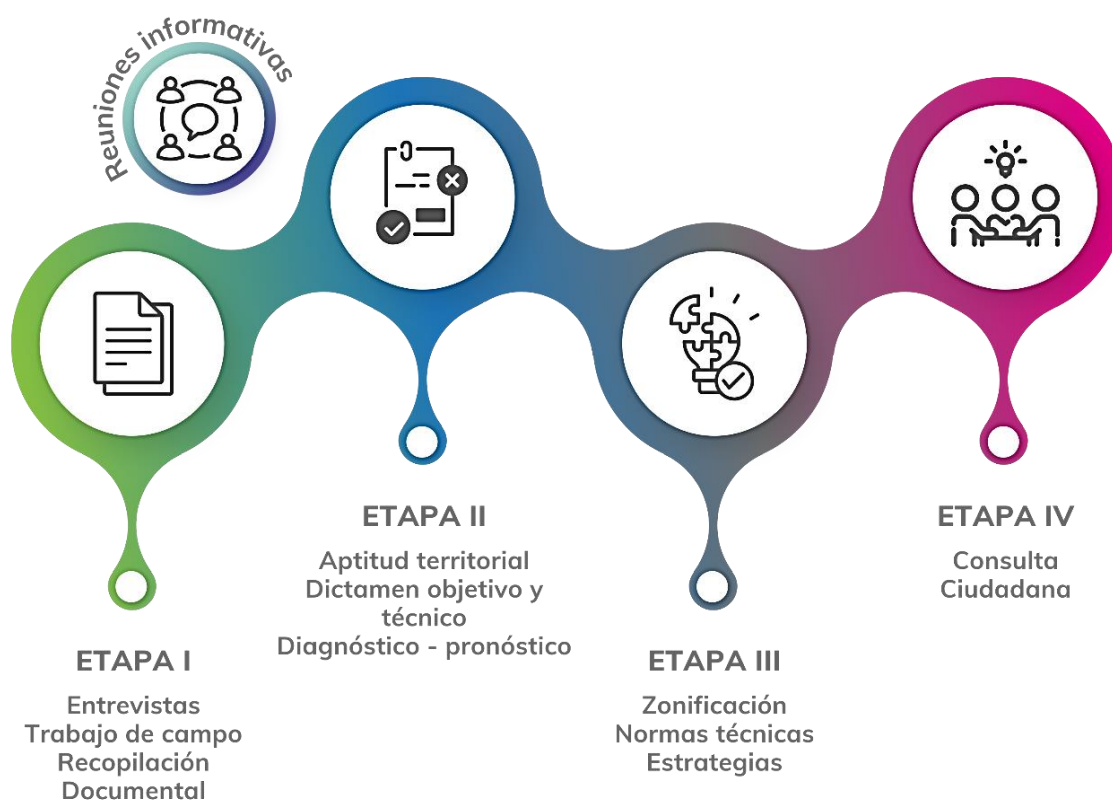 Reuniones informativas
ETAPA I
Entrevistas
Trabajo de campo
Recopilación
Documental
ETAPA II
Aptitud territorial
Dictamen objetivo y
técnico
Diagnóstico - pronóstico
ETAPA III
Zonificación
Normas técnicas
Estrategias
ETAPA IV
Consulta
Ciudadana